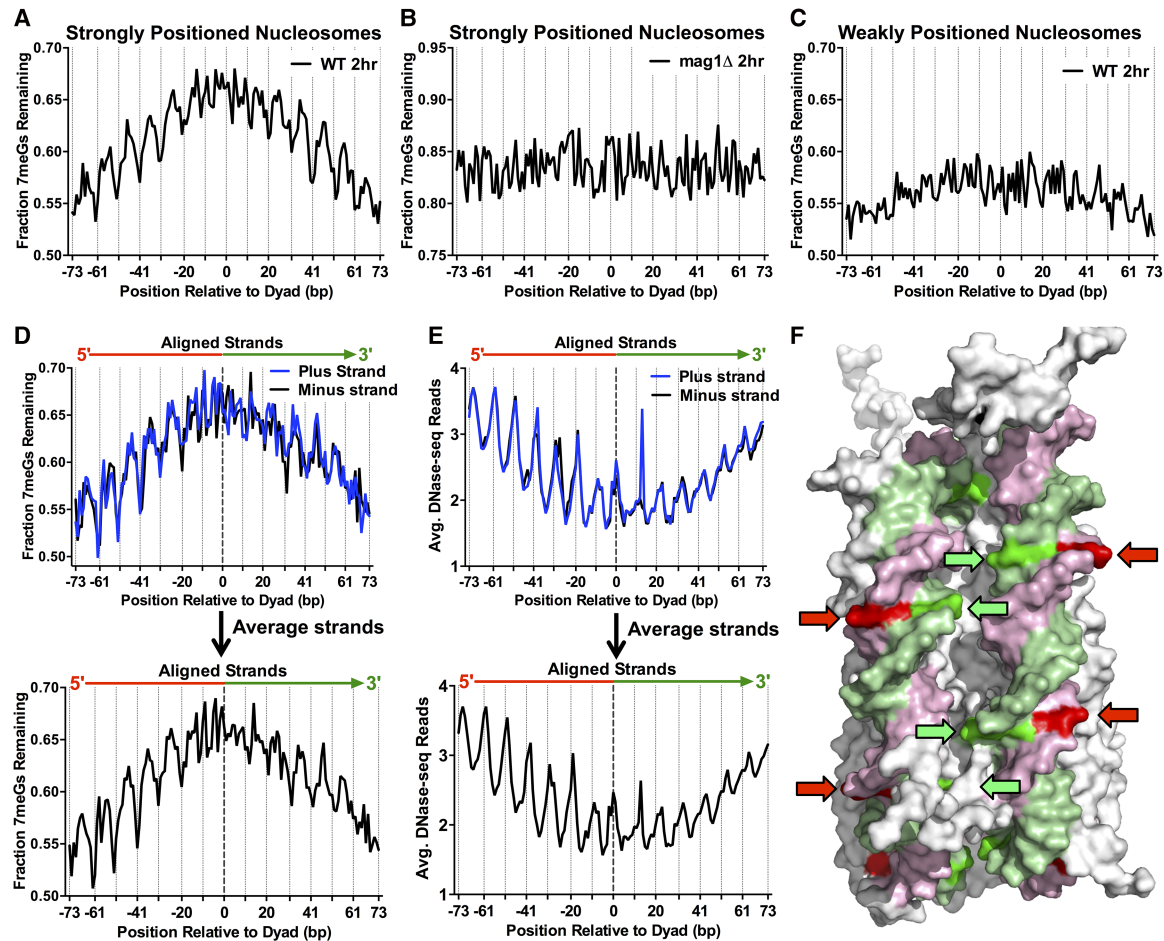 A
Strongly Positioned Nucleosomes
WT 2hr
Fraction 7meGs Remaining
0.70
0.65
0.60
0.55
0.50
-73 -61 -41 -20 0 20 41 61 73
Position Relative to Dyad (bp)
B
Strongly Positioned Nucleosomes
mag1Δ 2hr
Fraction 7meGs Remaining
0.95
0.90
0.85
0.80
0.75
-73 -61 -41 -20 0 20 41 61 73
Position Relative to Dyad (bp)
C
Weakly Positioned Nucleosomes
WT 2hr
Fraction 7meGs Remaining
0.70
0.65
0.60
0.55
0.50
-73 -61 -41 -20 0 20 41 61 73
Position Relative to Dyad (bp)
D
Aligned Strands
5' 3'
Plus Strand
Minus strand
Fraction 7meGs Remaining
0.70
0.65
0.60
0.55
0.50
-73 -61 -41 -20 0 20 41 61 73
Position Relative to Dyad (bp)
Average strands
Aligned Strands
5' 3'
Fraction 7meGs Remaining
0.70
0.65
0.60
0.55
0.50
-73 -61 -41 -20 0 20 41 61 73
Position Relative to Dyad (bp)
E
Aligned Strands
5' 3'
Plus strand
Minus strand
Avg. DNase-seq Reads
4
3
2
1
-73 -61 -41 -20 0 20 41 61 73
Position Relative to Dyad (bp)
Average strands
Aligned Strands
5' 3'
Avg. DNase-seq Reads
4
3
2
1
-73 -61 -41 -20 0 20 41 61 73
Position Relative to Dyad (bp)
F